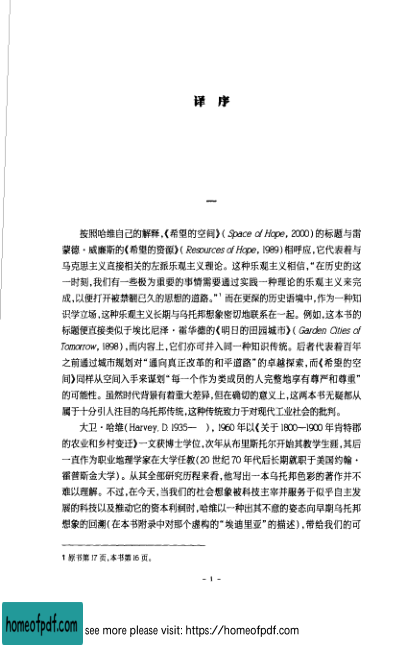 译 序
一
按照哈维自己的解释,《希望的空间》( Space of Hope, 2000)的标题与雷
蒙德·威廉斯的《希望的资源》( Resources of Hope, 1989)相呼应,它代表着与
马克思主义直接相关的左派乐观主义理论。这种乐观主义相信,“在历史的这
一时刻,我们有一些极为重要的事情需要通过实践一种理论的乐观主义来完
成,以便打开被禁锢已久的思想的道路。”1 而在更深的历史语境中,作为一种知
识学立场,这种乐观主义长期与乌托邦想象密切地联系在一起。例如,这本书的
标题便直接类似于埃比尼泽·霍华德的《明日的田园城市》( Garden Cities of
Tomorrow, 1898),而内容上,它们亦可并入同一种知识传统。后者代表着百年
之前通过城市规划对“通向真正改革的和平道路”的卓越探索,而《希望的空
间》同样从空间入手来谋划“每一个作为类成员的人完整地享有尊严和尊重”
的可能性。虽然时代背景有着重大差异,但在确切的意义上,这两本书无疑都从
属于十分引人注目的乌托邦传统,这种传统致力于对现代工业社会的批判。
大卫·哈维(Harvey, D. 1935— ), 1960 年以《关于 1800—1900 年肯特郡
的农业和乡村变迁》一文获博士学位,次年从布里斯托尔开始其教学生涯,其后
一直作为职业地理学家在大学任教(20 世纪 70 年代后长期就职于美国约翰·
霍普斯金大学)。从其全部研究历程来看,他写出一本乌托邦色彩的著作并不
难以理解。不过,在今天,当我们的社会想象被科技主宰并服务于似乎自主发
展的科技以及推动它的资本利润时,哈维以一种出其不意的姿态向早期乌托邦
想象的回溯(在本书附录中对那个虚构的“埃迪里亚”的描述),带给我们的可
1 原书第 17 页,本书第 16 页。
- 1 -
homeofpdf.com
see more please visit: https://homeofpdf.com